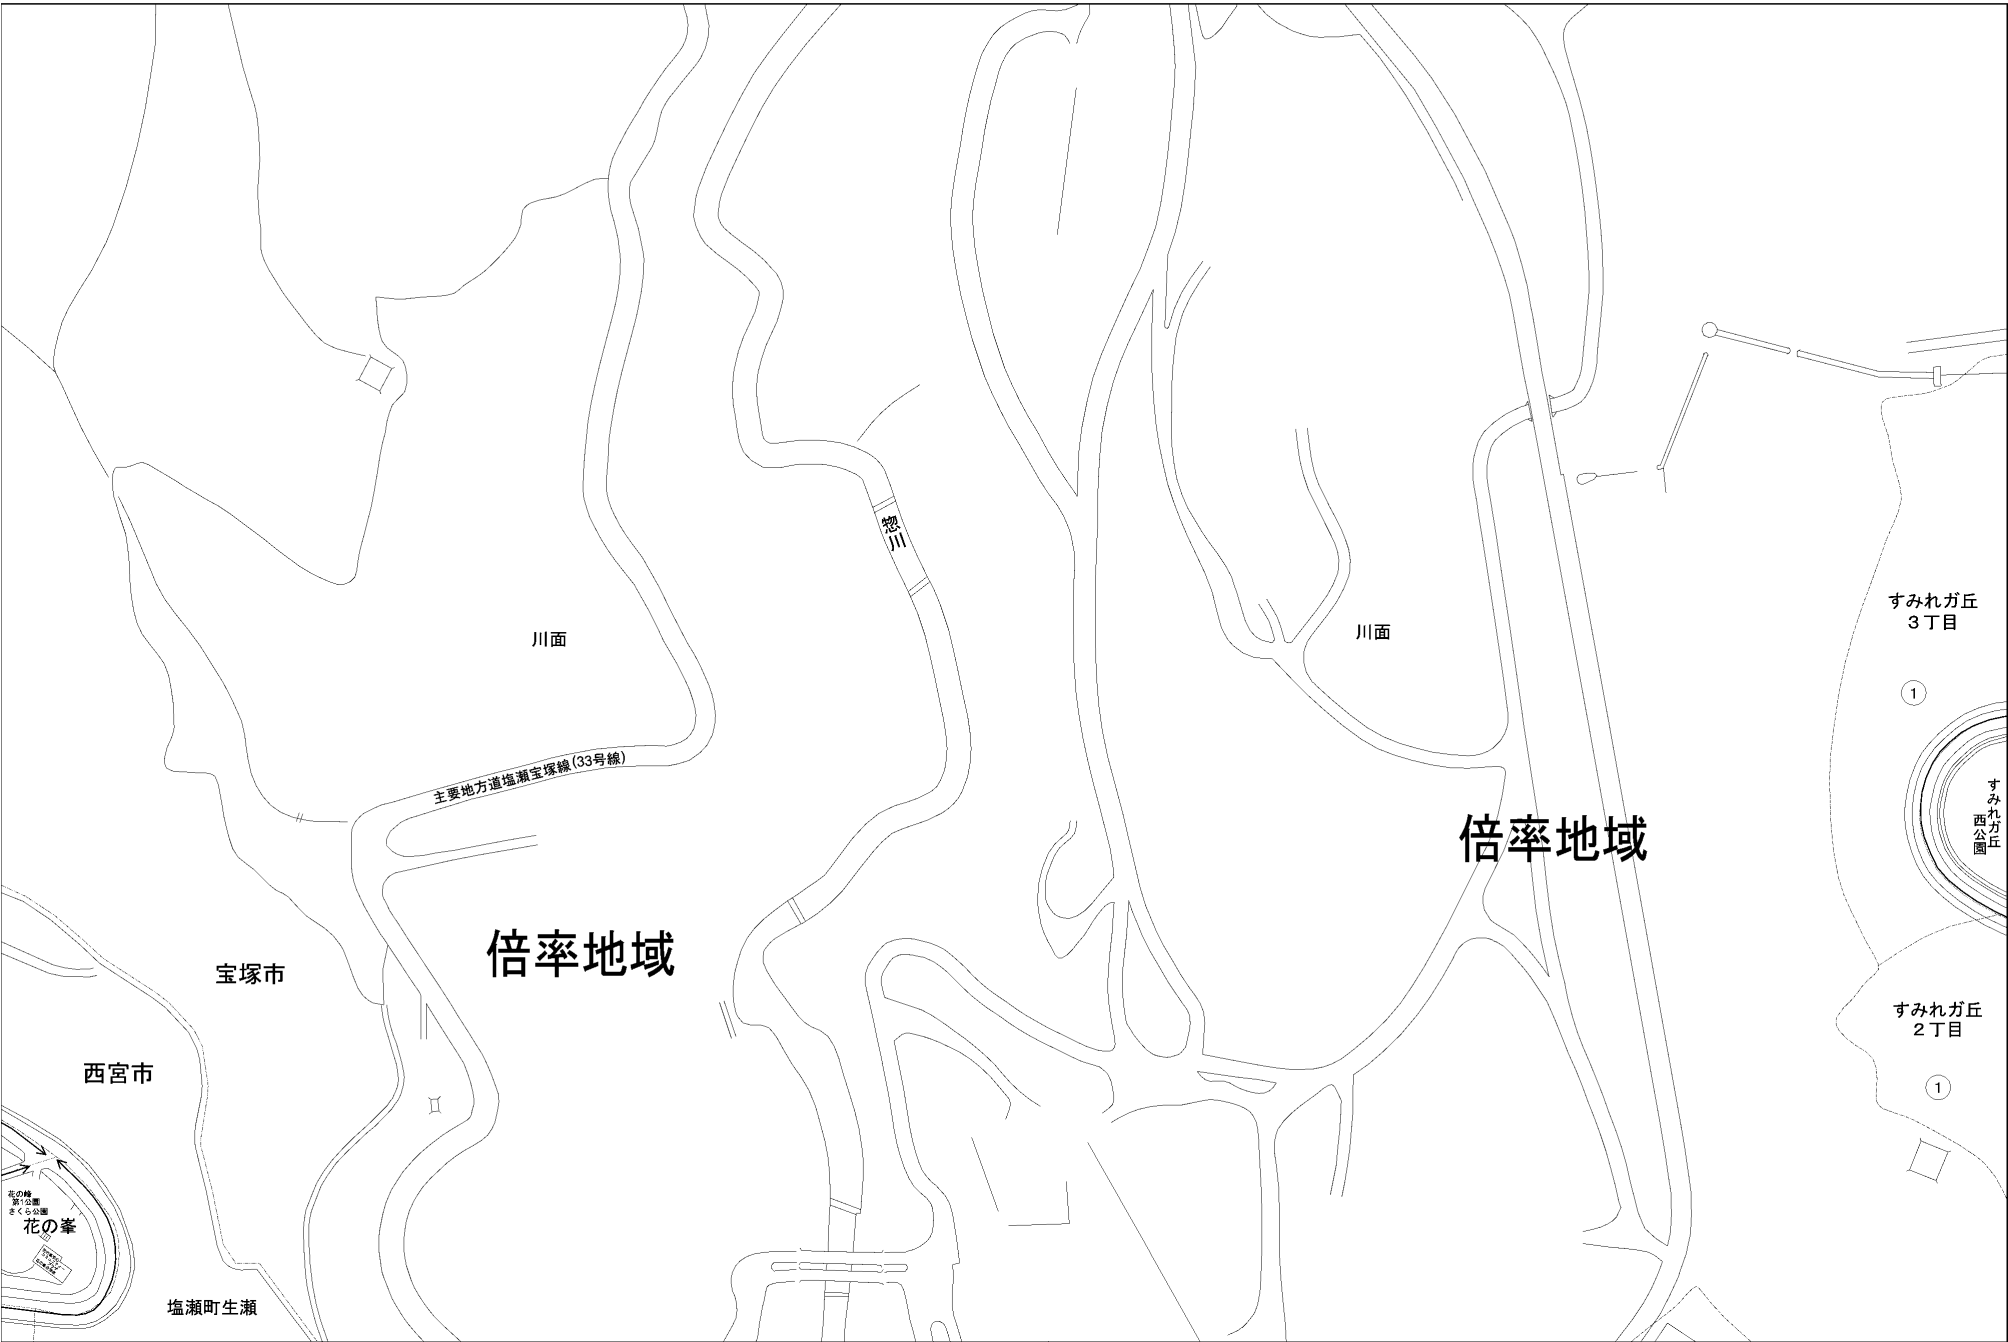 惣川
すみれガ丘
3丁目
川面
川面
1
主要地方道塩瀬宝塚線(33号線)
すみれガ丘
西公園
倍率地域
倍率地域
宝塚市
すみれガ丘
2丁目
西宮市
1
花の峰
第1公園
さくら公園
花の峯
塩瀬町生瀬